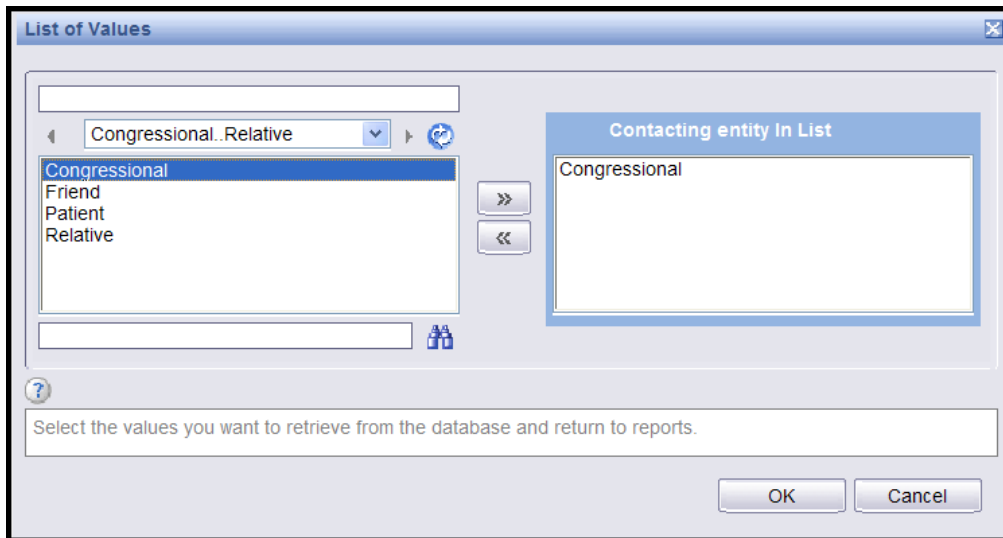 List of Values
Congressional..Relative
Congressional
Friend
Patient
Relative
>>
<<
Contacting entity In List
Congressional
?
Select the values you want to retrieve from the database and return to reports.
OK
Cancel